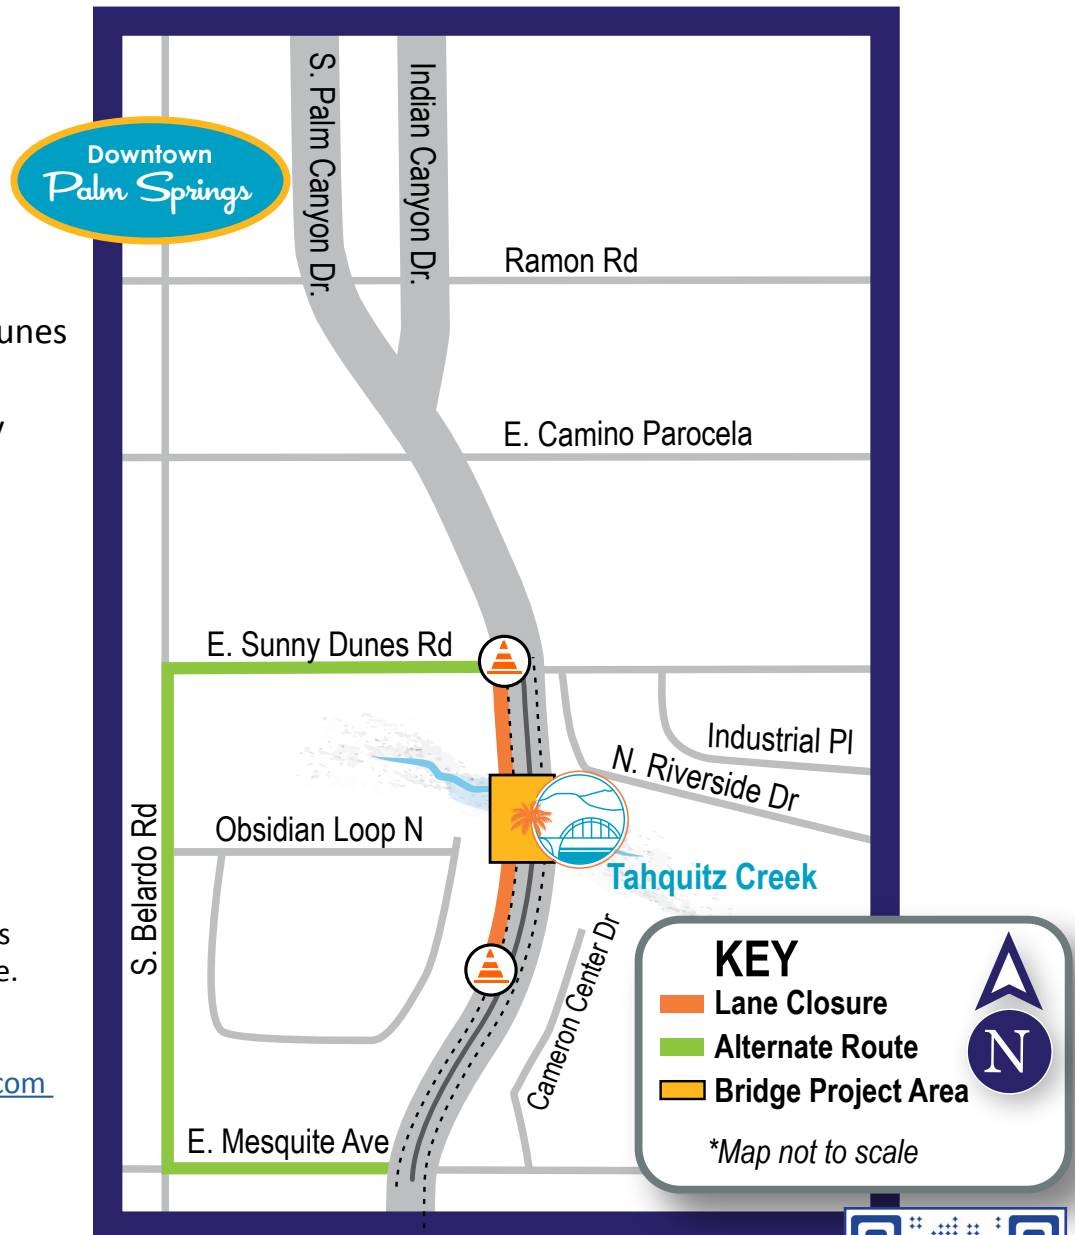 S. Palm Canyon Dr.
Indian Canyon Dr.
Downtown
Palm Springs
Ramon Rd
unes
y
E. Camino Parocela
E. Sunny Dunes Rd
Industrial Pl
N. Riverside Dr
Obsidian Loop N
S. Belardo Rd
Tahquitz Creek
s
e.
Cameron Center Dr
KEY
Lane Closure
Alternate Route
Bridge Project Area
N
*Map not to scale
com
E. Mesquite Ave